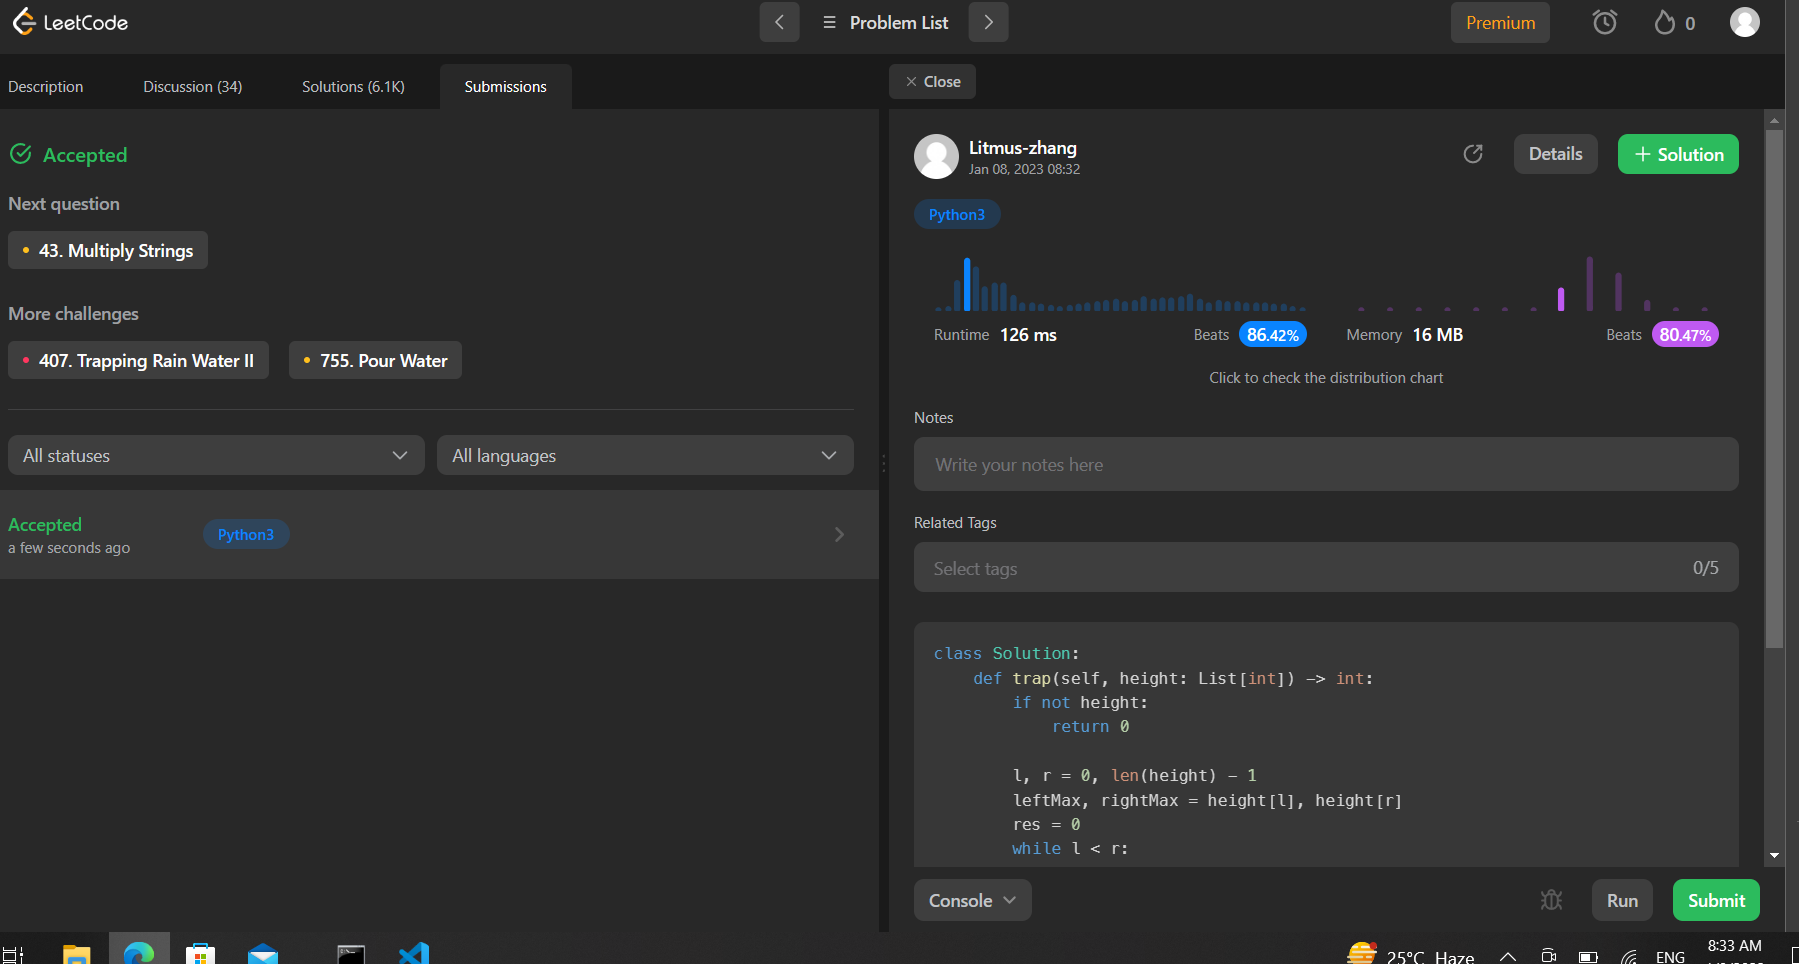 LeetCode
Problem List
Premium
0
Description
Discussion (34)
Solutions (6.1K)
Submissions
Close
Accepted
Next question
43. Multiply Strings
More challenges
407. Trapping Rain Water II
755. Pour Water
All statuses
All languages
Accepted
a few seconds ago
Python3
Litmus-zhang
Jan 08, 2023 08:32
Details
+ Solution
Python3
Runtime 126 ms
Beats 86.42%
Memory 16 MB
Beats 80.47%
Click to check the distribution chart
Notes
Write your notes here
Related Tags
Select tags
0/5
class Solution:
    def trap(self, height: List[int]) -> int:
        if not height:
            return 0

        l, r = 0, len(height) - 1
        leftMax, rightMax = height[l], height[r]
        res = 0
        while l < r:
Console
Run
Submit
25°C Haze
ENG
8:33 AM